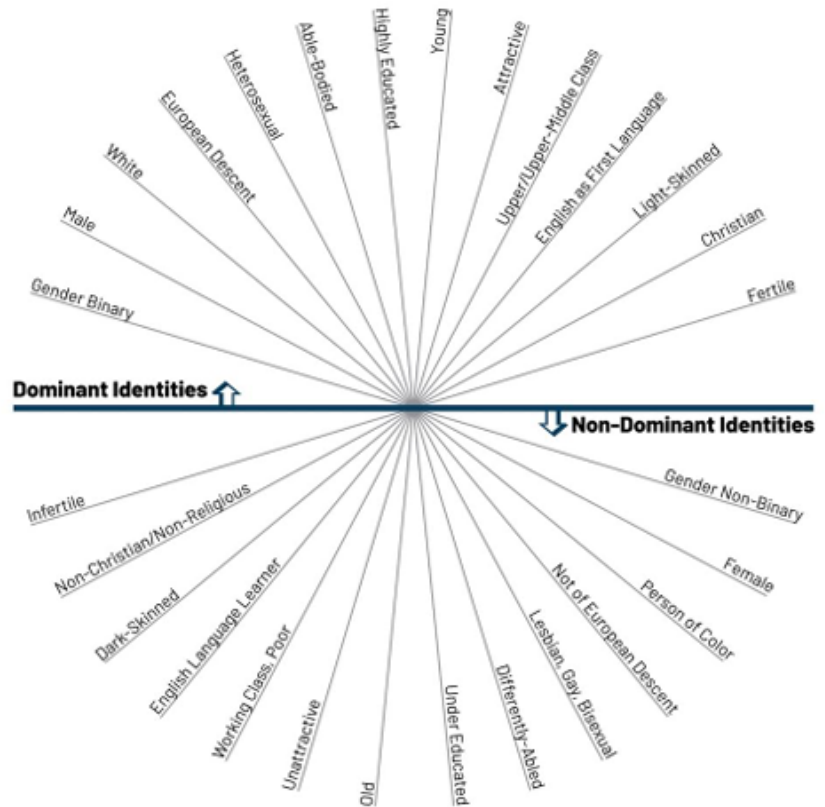 Gender Binary
Male
White
European Descent
Heterosexual
Able-Bodied
Highly Educated
Young
Attractive
Upper/Upper-Middle Class
English as First Language
Light-Skinned
Christian
Fertile
Dominant Identities
Non-Dominant Identities
Infertile
Non-Christian/Non-Religious
Dark-Skinned
English Language Learner
Working Class, Poor
Unattractive
Old
Under Educated
Differently-Abled
Lesbian, Gay, Bisexual
Not of European Descent
Person of Color
Female
Gender Non-Binary